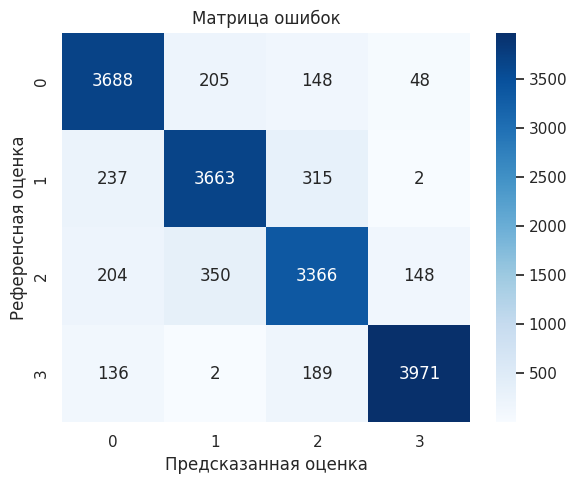 Матрица ошибок
0 3688 205 148 48
1 237 3663 315 2
2 204 350 3366 148
3 136 2 189 3971
0 1 2 3
Предсказанная оценка
Референсная оценка
3500
3000
2500
2000
1500
1000
500